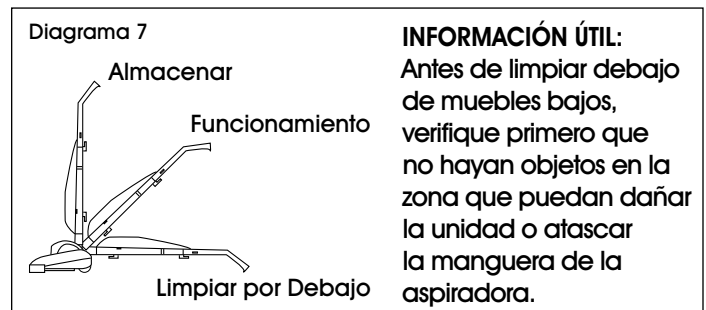 Diagrama 7
Almacenar
Funcionamiento
Limpiar por Debajo
INFORMACIÓN ÚTIL:
Antes de limpiar debajo
de muebles bajos,
verifique primero que
no hayan objetos en la
zona que puedan dañar
la unidad o atascar
la manguera de la
aspiradora.